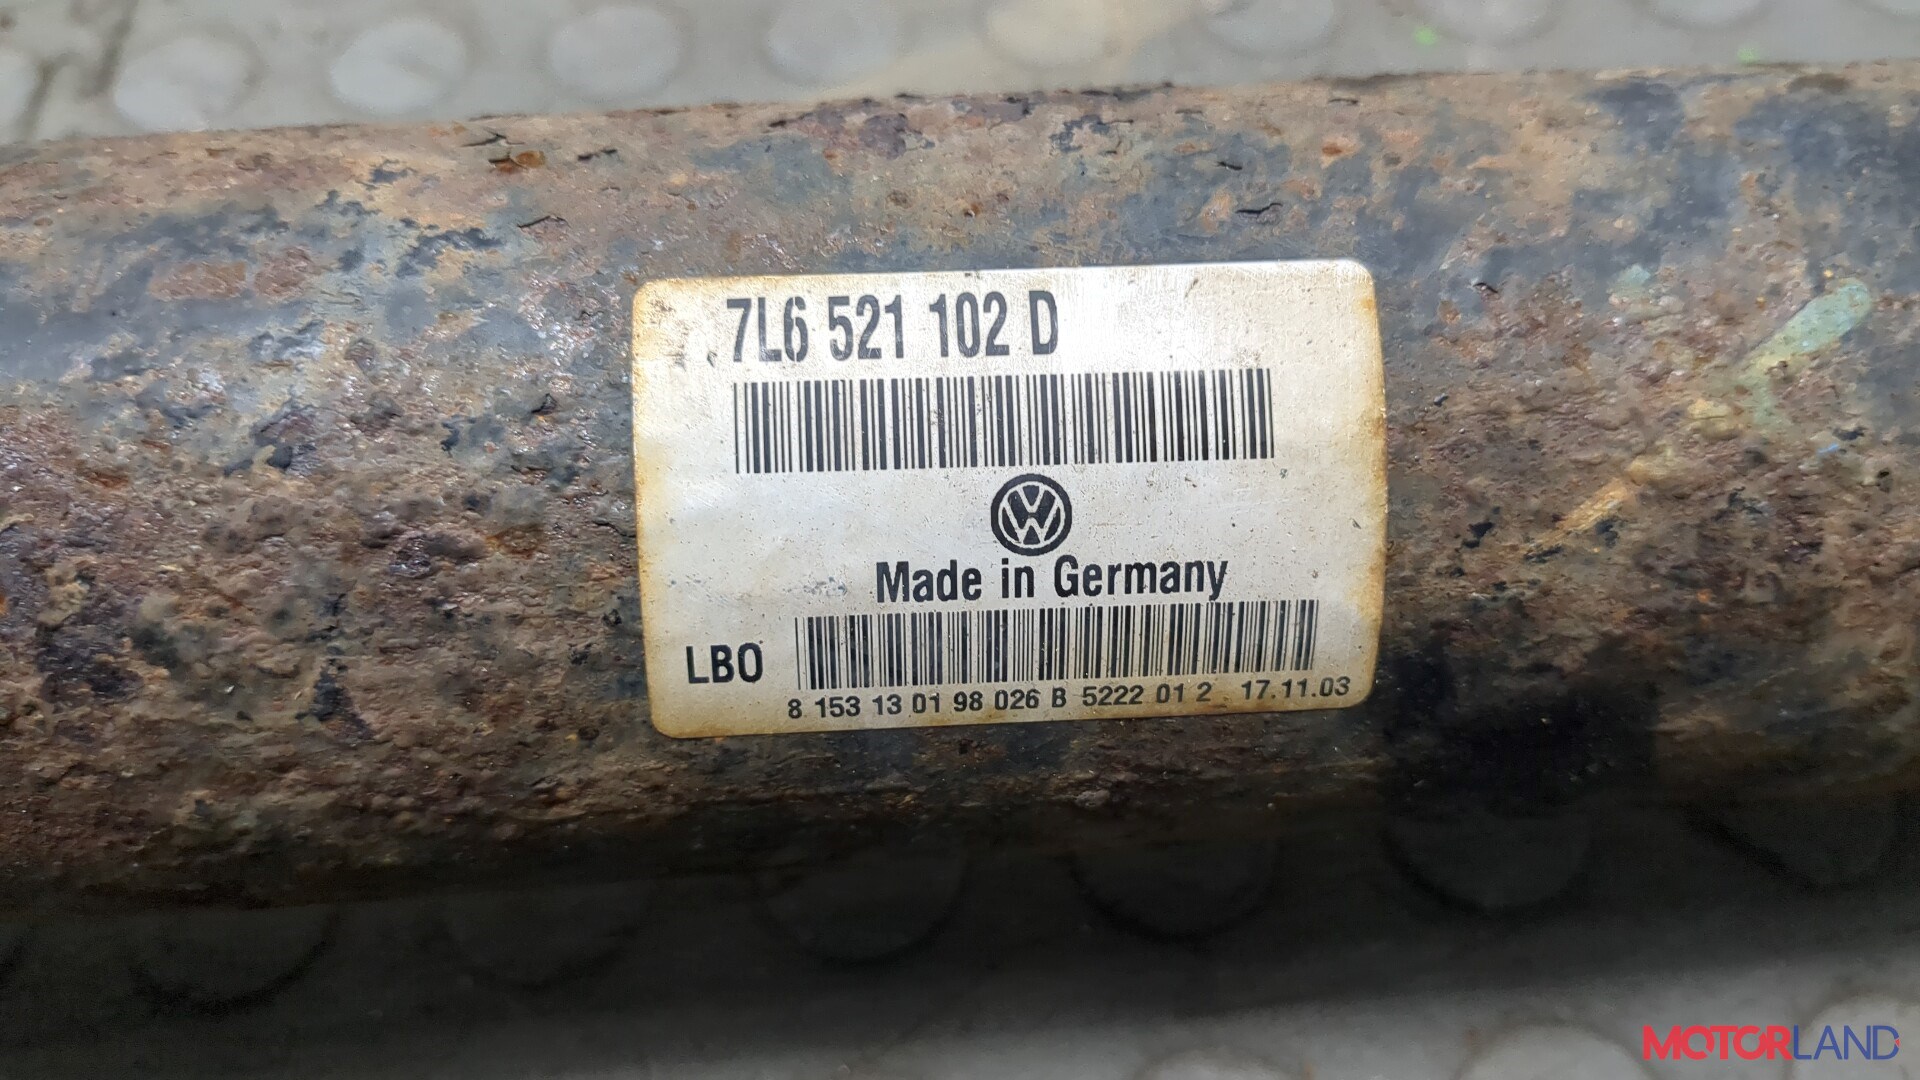 7L6 521 102 D
Made in Germany
LBO
8 153 13 01 98 026 B 5222 01 2 17.11.03
MOTORLAND